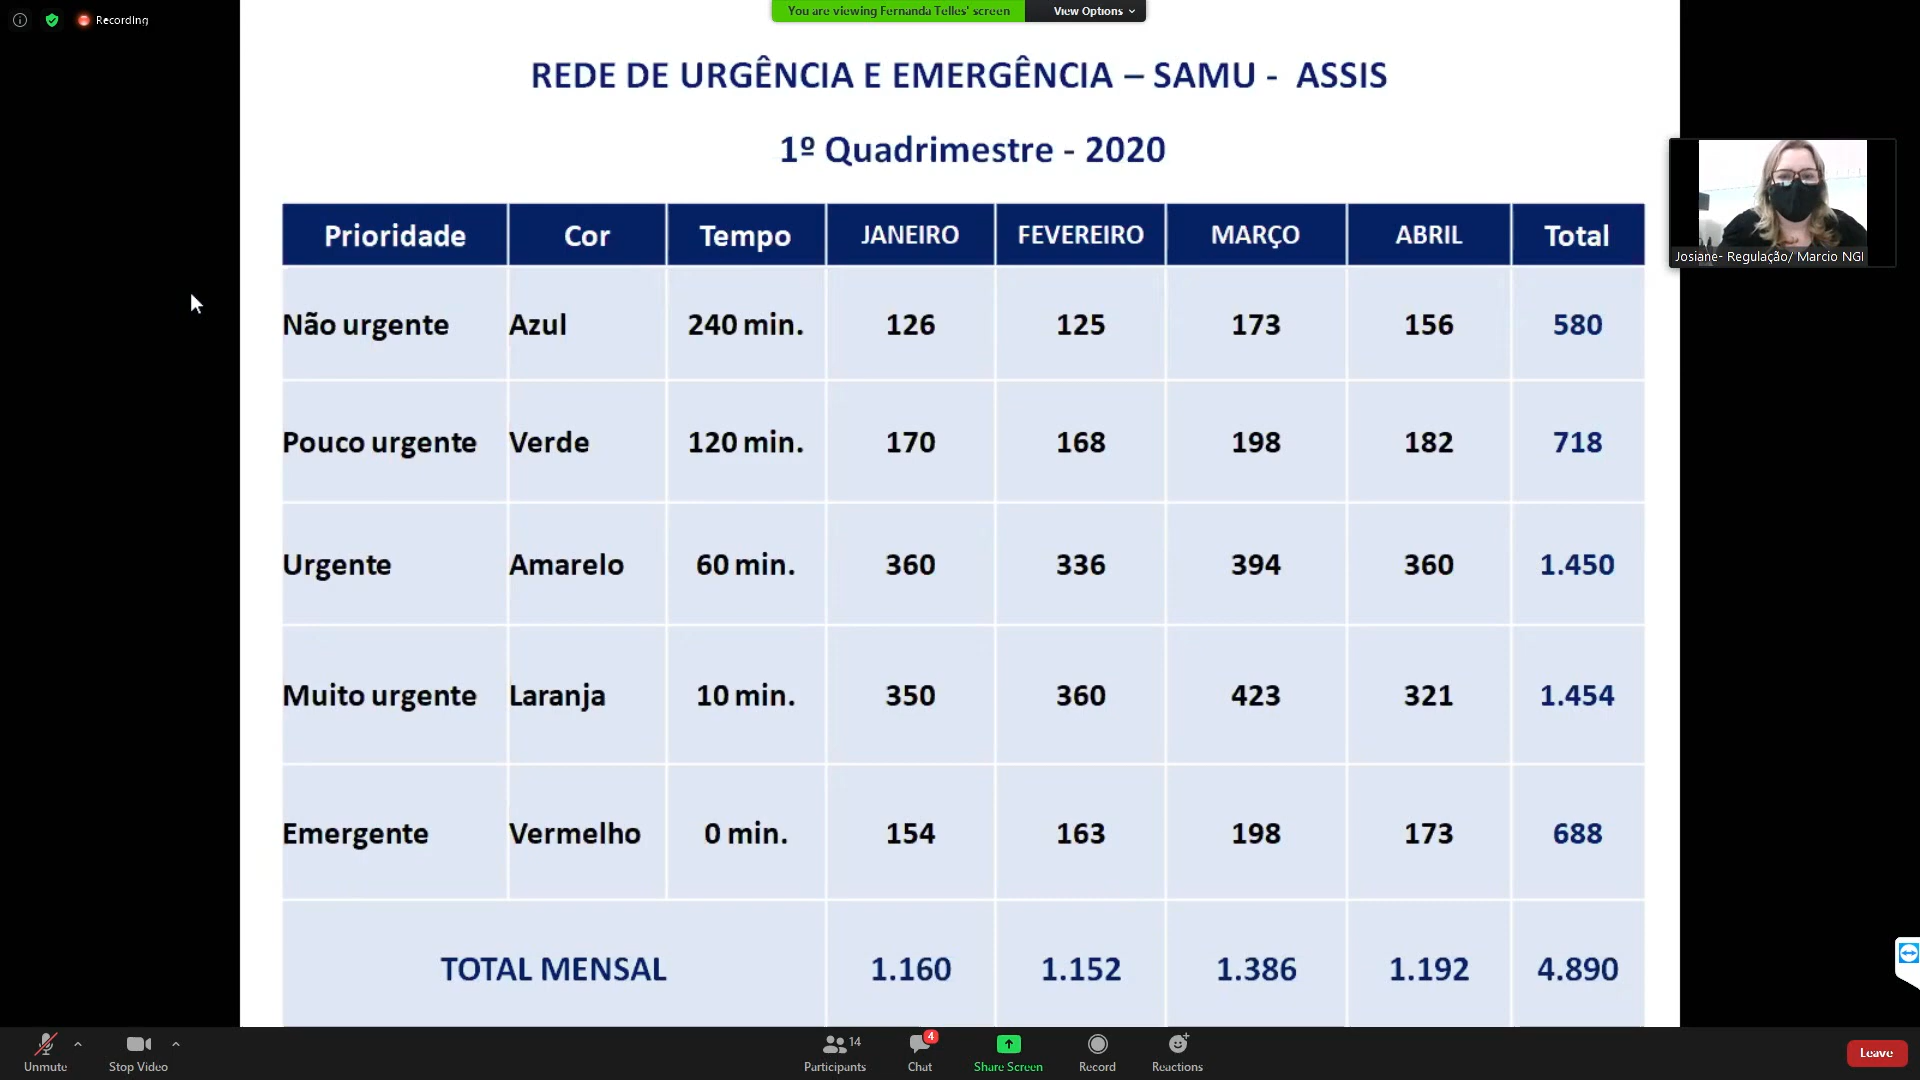 Recording
You are viewing Fernanda Telles' screen
View Options
REDE DE URGÊNCIA E EMERGÊNCIA – SAMU - ASSIS
1º Quadrimestre - 2020
Prioridade Cor Tempo JANEIRO FEVEREIRO MARÇO ABRIL Total
Não urgente Azul 240 min. 126 125 173 156 580
Pouco urgente Verde 120 min. 170 168 198 182 718
Urgente Amarelo 60 min. 360 336 394 360 1.450
Muito urgente Laranja 10 min. 350 360 423 321 1.454
Emergente Vermelho 0 min. 154 163 198 173 688
TOTAL MENSAL 1.160 1.152 1.386 1.192 4.890
Josiane- Regulação/ Marcio NGI
Unmute
Stop Video
14
Participants
4
Chat
Share Screen
Record
Reactions
Leave